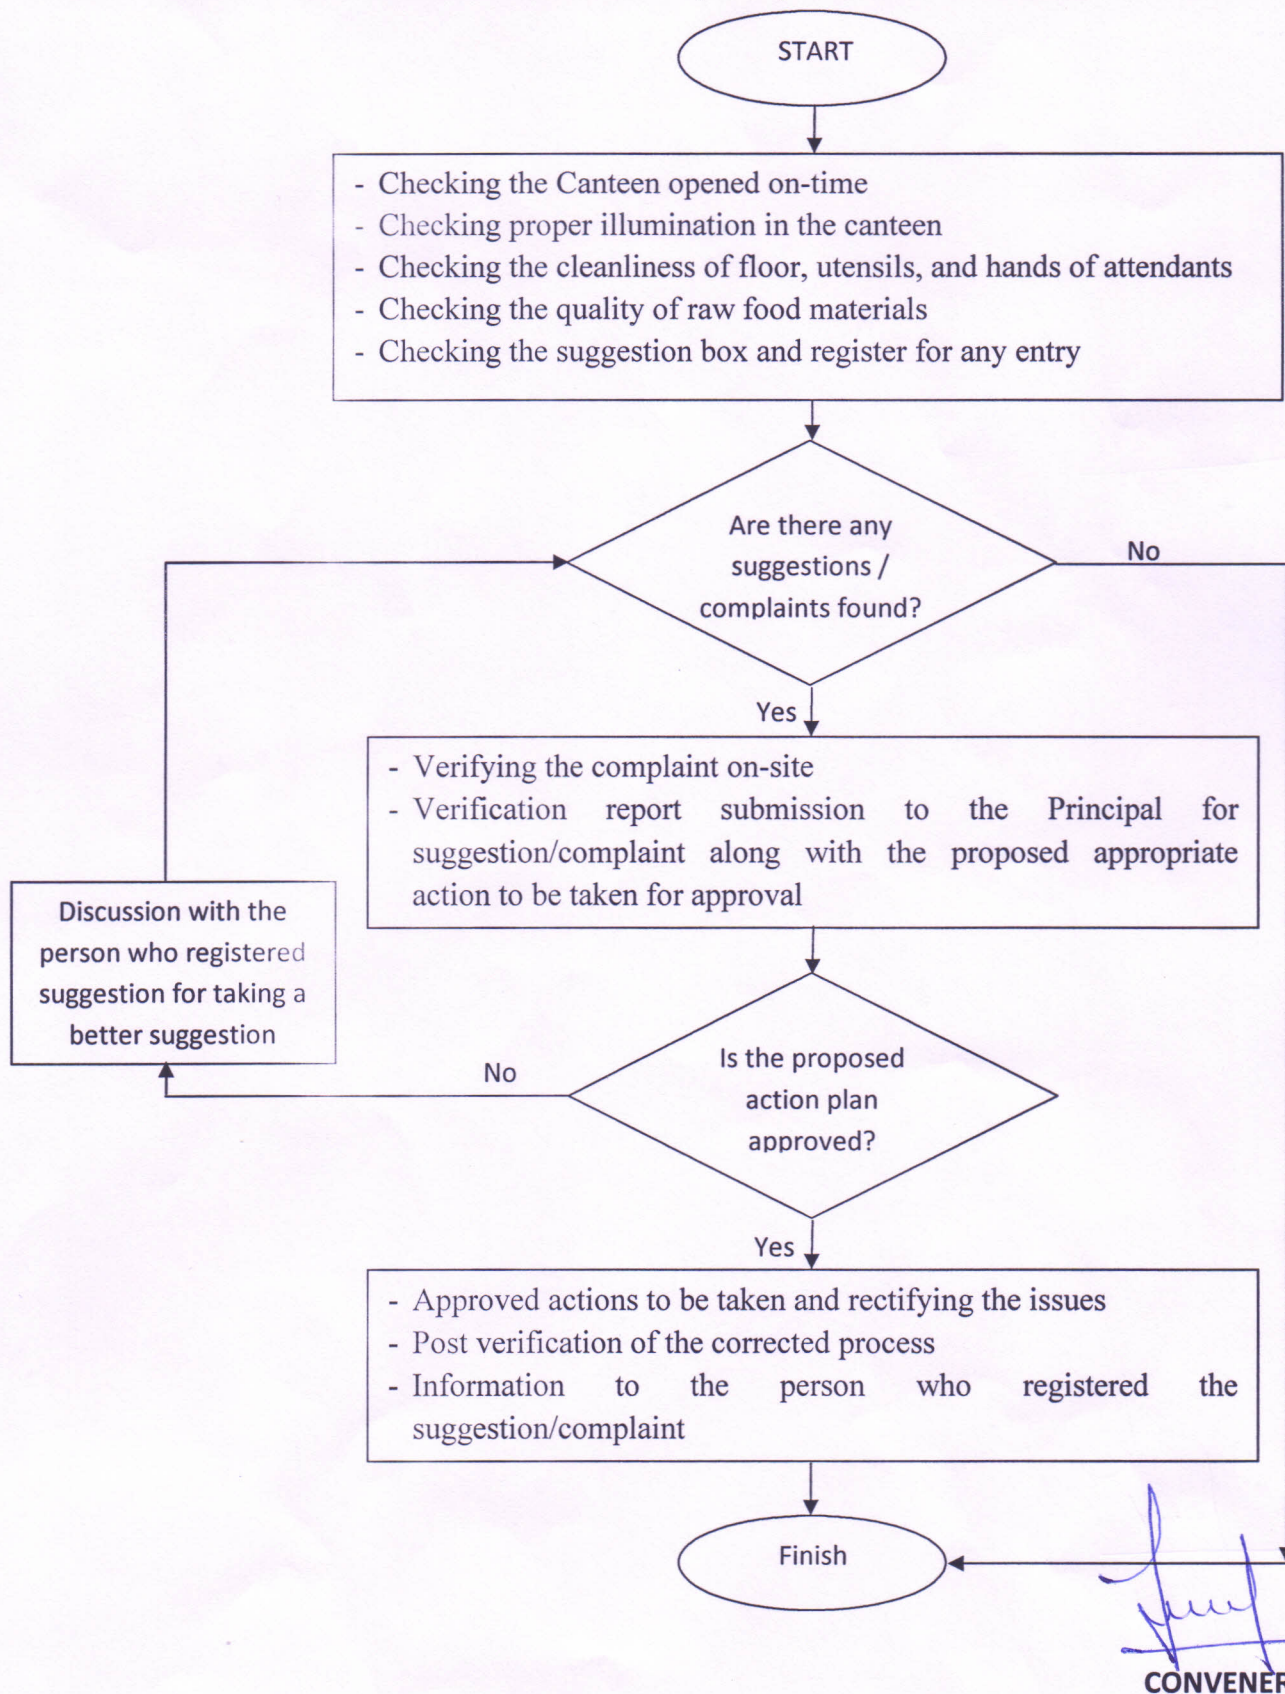 START
- Checking the Canteen opened on-time
- Checking proper illumination in the canteen
- Checking the cleanliness of floor, utensils, and hands of attendants
- Checking the quality of raw food materials
- Checking the suggestion box and register for any entry
Are there any
suggestions /
complaints found?
No
Yes
- Verifying the complaint on-site
- Verification report submission to the Principal for
suggestion/complaint along with the proposed appropriate
action to be taken for approval
Discussion with the
person who registered
suggestion for taking a
better suggestion
Is the proposed
action plan
approved?
No
Yes
- Approved actions to be taken and rectifying the issues
- Post verification of the corrected process
- Information to the person who registered the
suggestion/complaint
Finish
CONVENER